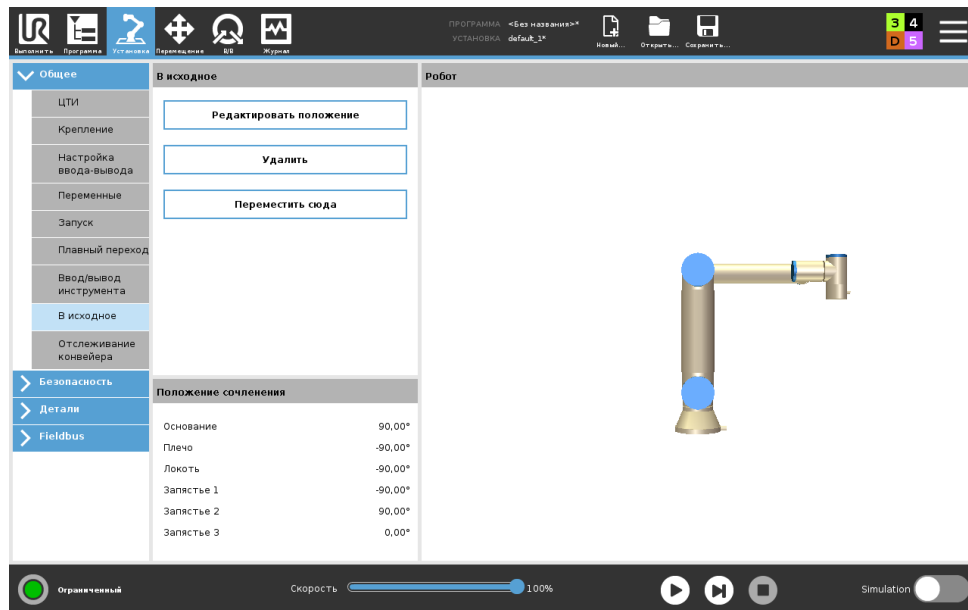 ПРОГРАММА <Без названия>*
УСТАНОВКА default_1*
Выполнить Программа Установка Перемещение В/В Журнал
Новый... Открыть... Сохранить...
3 4
D 5
Общее
ЦТИ
Крепление
Настройка
ввода-вывода
Переменные
Запуск
Плавный переход
Ввод/вывод
инструмента
В исходное
Отслеживание
конвейера
Безопасность
Детали
Fieldbus
В исходное
Редактировать положение
Удалить
Переместить сюда
Положение сочленения
Основание 90,00°
Плечо -90,00°
Локоть -90,00°
Запястье 1 -90,00°
Запястье 2 90,00°
Запястье 3 0,00°
Робот
Ограниченный
Скорость 100%
Simulation